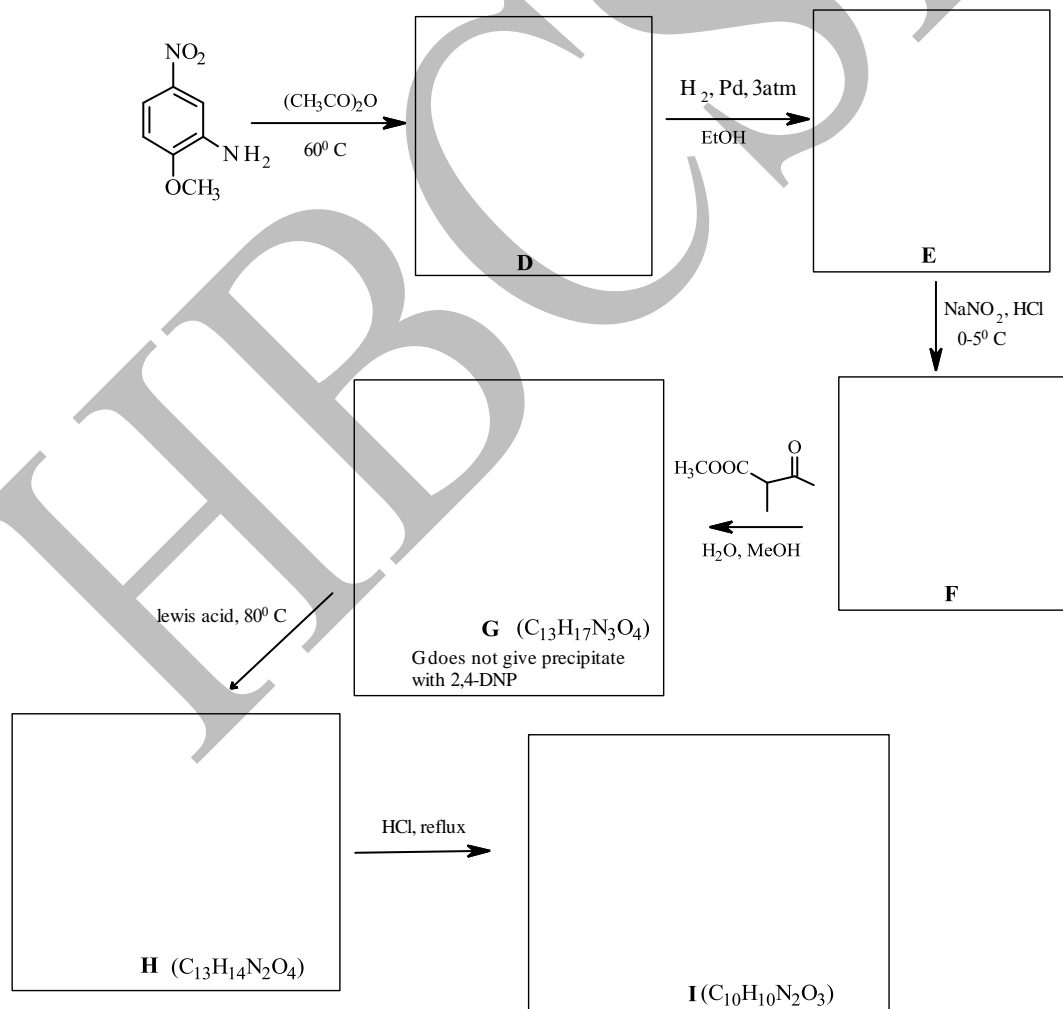 NO2
NH2
OCH3
(CH3CO)2O
60⁰ C
D
H2, Pd, 3atm
EtOH
E
NaNO2, HCl
0-5⁰ C
F
H3COOC
O
H2O, MeOH
G (C13H17N3O4)
G does not give precipitate
with 2,4-DNP
lewis acid, 80⁰ C
H (C13H14N2O4)
HCl, reflux
I (C10H10N2O3)
HBCS